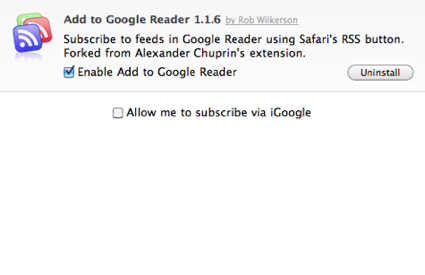 Add to Google Reader 1.1.6 by Rob Wilkerson
Subscribe to feeds in Google Reader using Safari's RSS button.
Forked from Alexander Chuprin's extension.
Enable Add to Google Reader
Uninstall
Allow me to subscribe via iGoogle